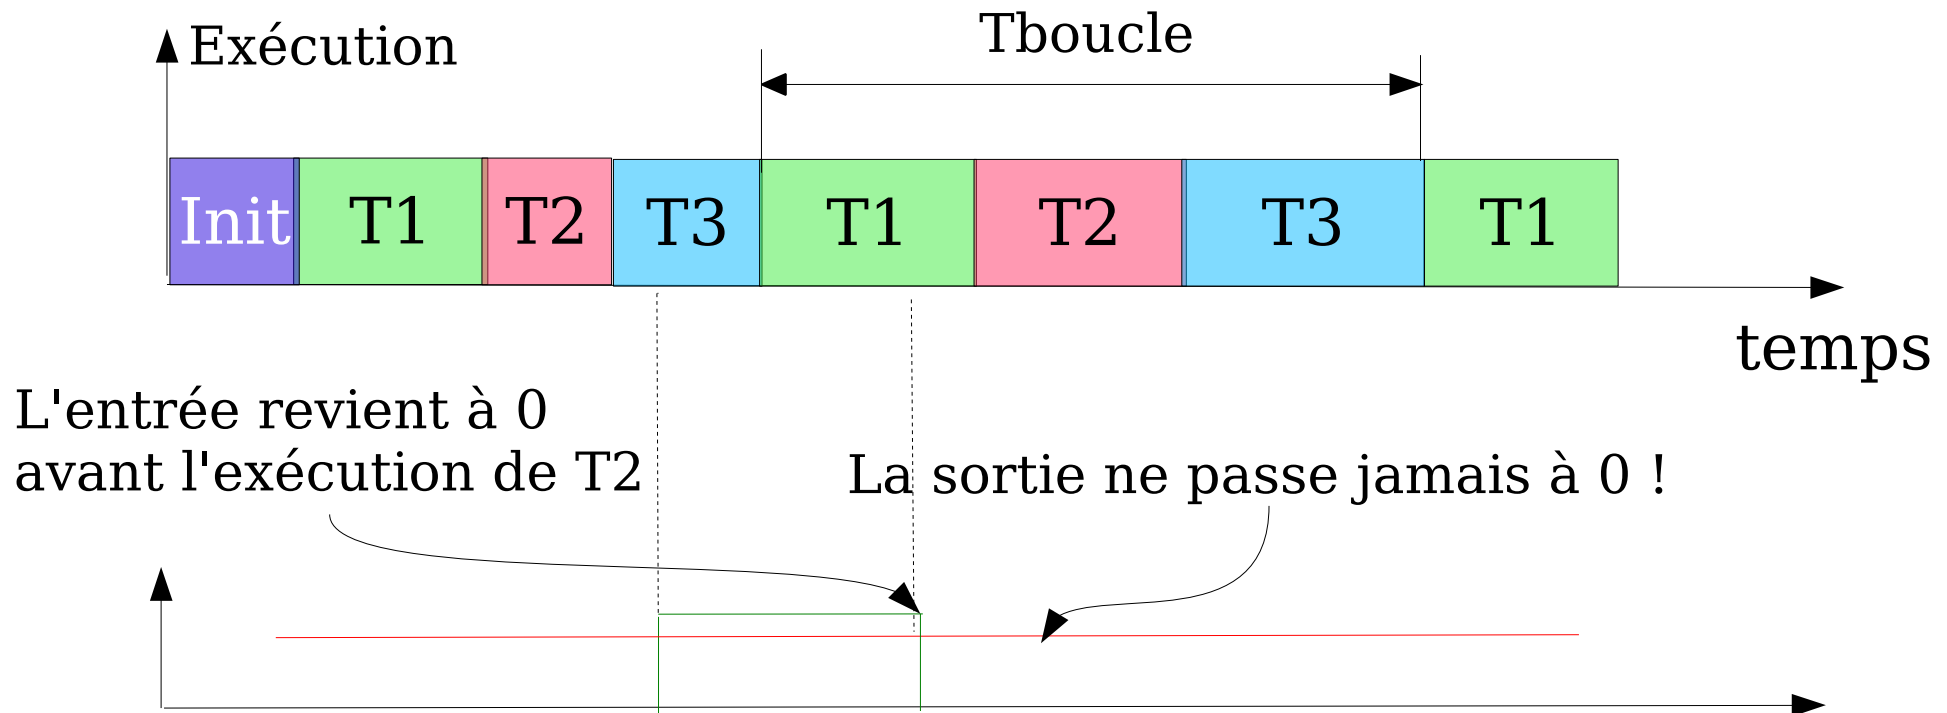 Exécution
Tboucle
Init T1 T2 T3 T1 T2 T3 T1
temps
L'entrée revient à 0
avant l'exécution de T2
La sortie ne passe jamais à 0 !